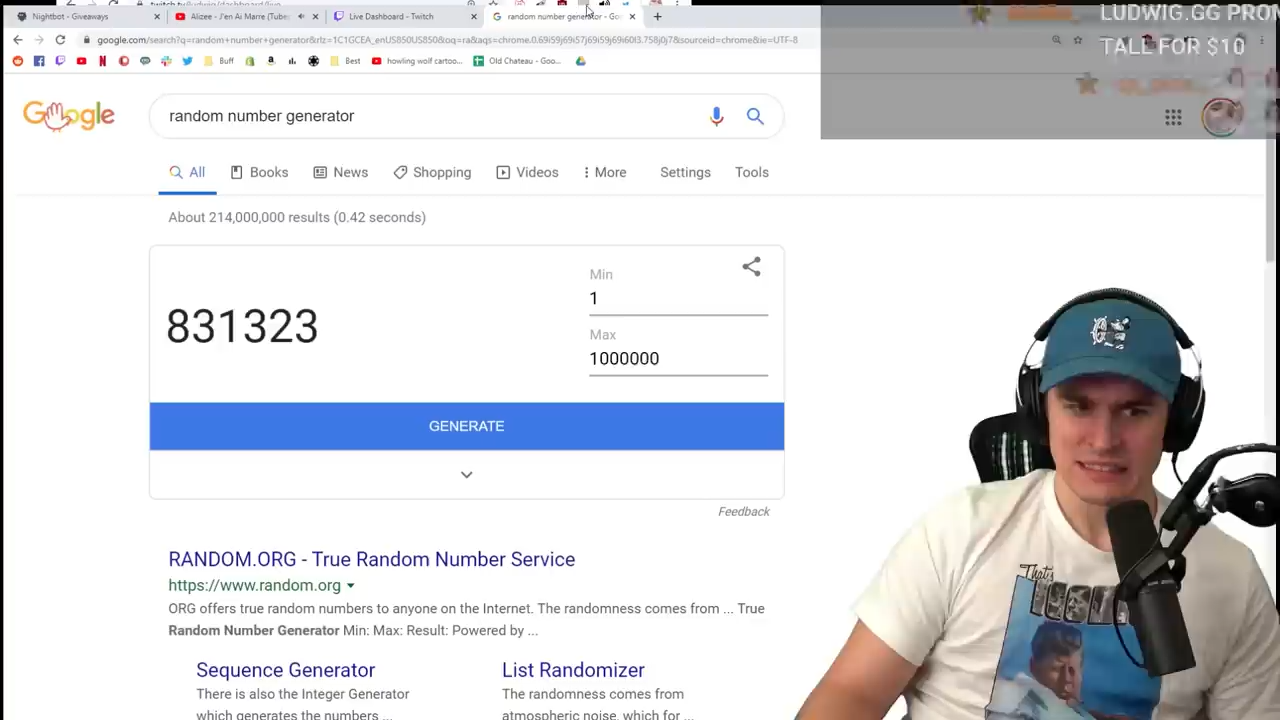 LUDWIG.GG PROM
TALL FOR $10
Nightbot - Giveaways
Alizee - J'en Ai Marre (Tube
Live Dashboard - Twitch
random number generator - Go
google.com/search?q=random+number+generator&rlz=1C1GCEA_enUS850US850&oq=ra&aqs=chrome.0.69i59j69i57j69i59j69i60l3.758j0j7&sourceid=chrome&ie=UTF-8
Buff
Best
howling wolf cartoo...
Old Chateau - Goo...
Google
random number generator
All
Books
News
Shopping
Videos
More
Settings
Tools
About 214,000,000 results (0.42 seconds)
Min
1
831323
Max
1000000
GENERATE
Feedback
RANDOM.ORG - True Random Number Service
https://www.random.org
ORG offers true random numbers to anyone on the Internet. The randomness comes from ... True
Random Number Generator Min: Max: Result: Powered by ...
Sequence Generator
List Randomizer
There is also the Integer Generator
The randomness comes from
which generates the numbers ...
atmospheric noise, which for ...
That's